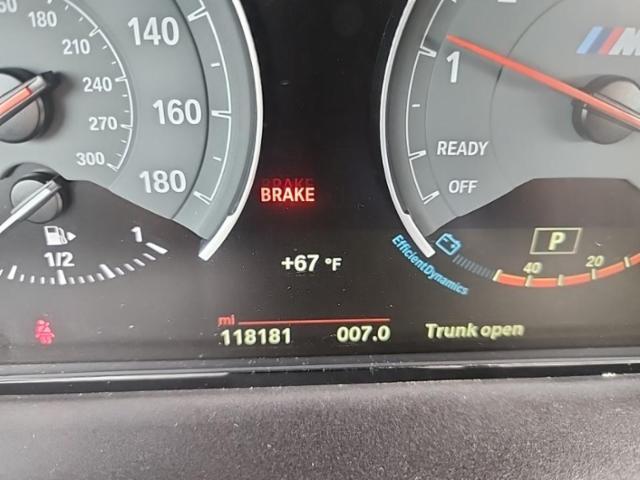 180
210
240
270
300
140
160
180
1/2
1
BRAKE
+67 °F
mi
118181 007.0
Trunk open
1
READY
OFF
M
P
40 20
EfficientDynamics